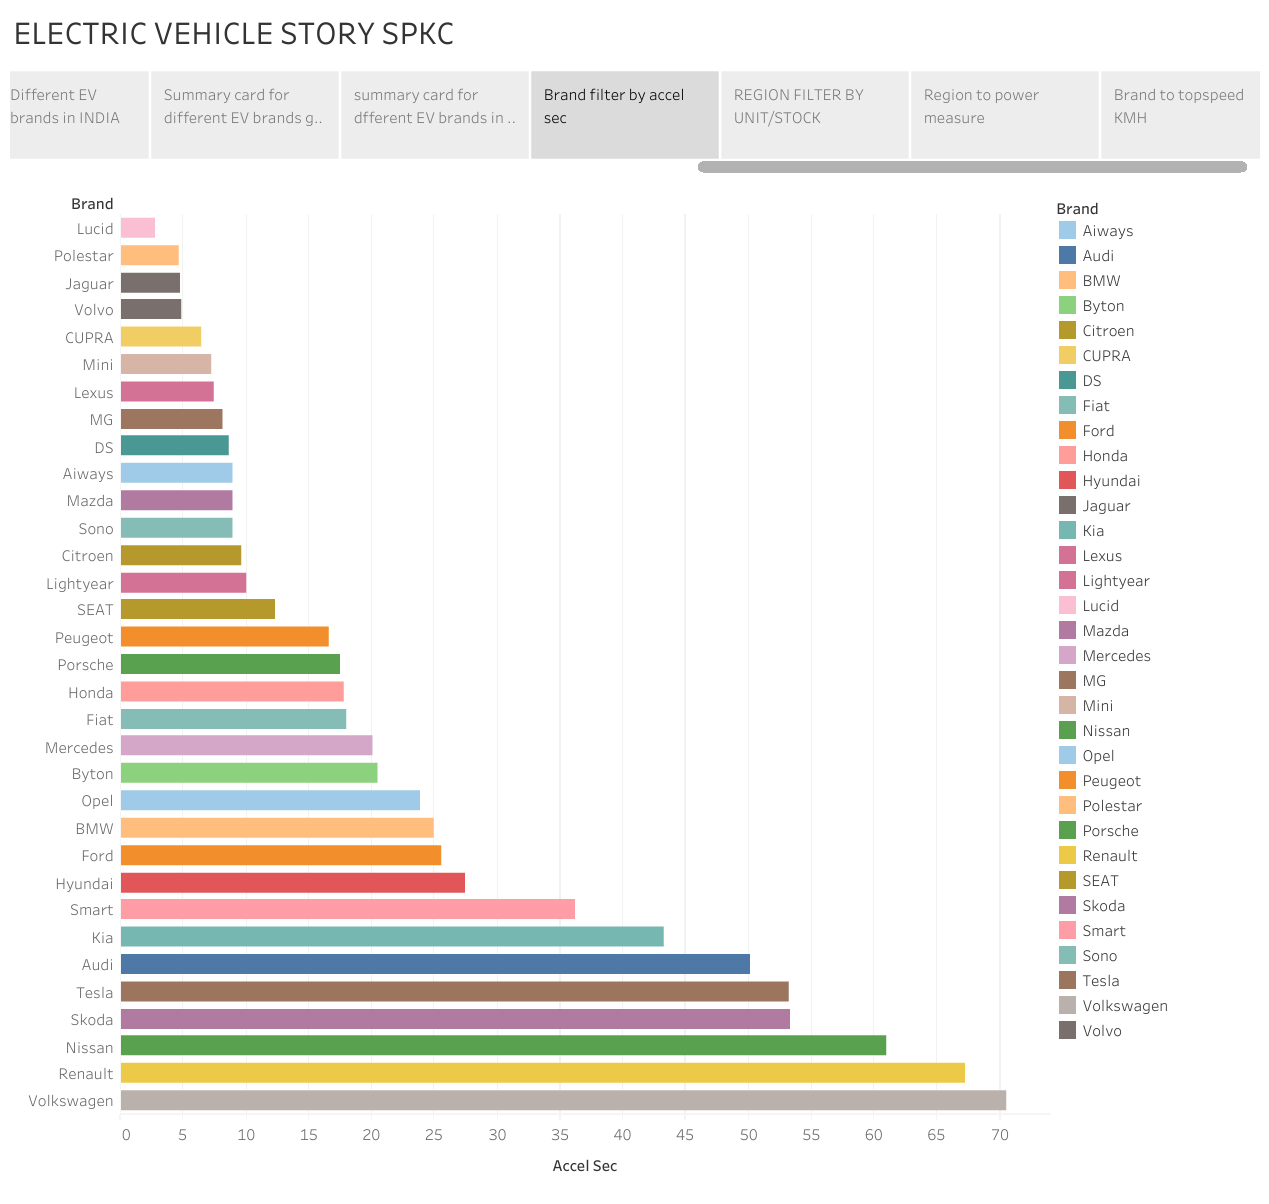 ELECTRIC VEHICLE STORY SPKC
Different EV
brands in INDIA
Summary card for
dffferent EV brands g..
summary card for
dfferent EV brands in ..
Brand filter by accel
sec
REGION FILTER BY
UNIT/STOCK
Region to power
measure
Brand to topspeed
KMH
Brand
Lucid
Polestar
Jaguar
Volvo
CUPRA
Mini
Lexus
MG
DS
Aiways
Mazda
Sono
Citroen
Lightyear
SEAT
Peugeot
Porsche
Honda
Fiat
Mercedes
Byton
Opel
BMW
Ford
Hyundai
Smart
Kia
Audi
Tesla
Skoda
Nissan
Renault
Volkswagen
0 5 10 15 20 25 30 35 40 45 50 55 60 65 70
Accel Sec
Brand
Aiways
Audi
BMW
Byton
Citroen
CUPRA
DS
Fiat
Ford
Honda
Hyundai
Jaguar
Kia
Lexus
Lightyear
Lucid
Mazda
Mercedes
MG
Mini
Nissan
Opel
Peugeot
Polestar
Porsche
Renault
SEAT
Skoda
Smart
Sono
Tesla
Volkswagen
Volvo